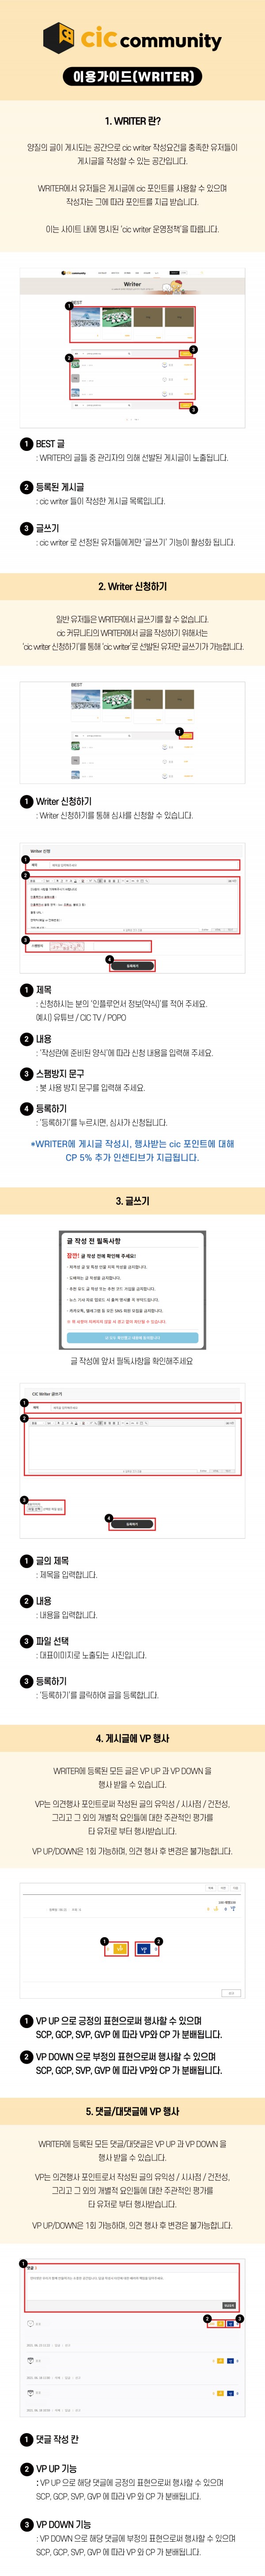 cic community
이용가이드(WRITER)
1. WRITER 란?
양질의 글이 게시되는 공간으로 cic writer 작성요건을 충족한 유저들이
게시글을 작성할 수 있는 공간입니다.
WRITER에서 유저들은 게시글에 cic 포인트를 사용할 수 있으며
작성자는 그에 따라 포인트를 지급 받습니다.
이는 사이트 내에 명시된 'cic writer 운영정책'을 따릅니다.
Writer
BEST
1
2
3
3
1 BEST 글
: WRITER의 글들 중 관리자의 의해 선발된 게시글이 노출됩니다.
2 등록된 게시글
: cic writer 들이 작성한 게시글 목록입니다.
3 글쓰기
: cic writer 로 선정된 유저들에게만 '글쓰기' 기능이 활성화 됩니다.
2. Writer 신청하기
일반 유저들은 WRITER에서 글쓰기를 할 수 없습니다.
cic 커뮤니티의 WRITER에서 글을 작성하기 위해서는
'cic writer 신청하기'를 통해 'cic writer'로 선발된 유저만 글쓰기가 가능합니다.
BEST
1
1 Writer 신청하기
: Writer 신청하기를 통해 심사를 신청할 수 있습니다.
Writer 신청
1
제목
2
3
스팸방지
4
등록하기
1 제목
: 신청하시는 분의 '인플루언서 정보(약식)'를 적어 주세요.
예시) 유튜브 / CIC TV / POPO
2 내용
: '작성란에 준비된 양식'에 따라 신청 내용을 입력해 주세요.
3 스팸방지 문구
: 봇 사용 방지 문구를 입력해 주세요.
4 등록하기
: '등록하기'를 누르시면, 심사가 신청됩니다.
*WRITER에 게시글 작성시, 행사받는 cic 포인트에 대해
CP 5% 추가 인센티브가 지급됩니다.
3. 글쓰기
글 작성 전 필독사항
잠깐! 글 작성 전에 확인해 주세요!
글 작성에 앞서 필독사항을 확인해주세요
CIC Writer 글쓰기
1
제목
2
3
파일 선택
4
등록하기
1 글의 제목
: 제목을 입력합니다.
2 내용
: 내용을 입력합니다.
3 파일 선택
: 대표이미지로 노출되는 사진입니다.
3 등록하기
: '등록하기'를 클릭하여 글을 등록합니다.
4. 게시글에 VP 행사
WRITER에 등록된 모든 글은 VP UP 과 VP DOWN 을
행사 받을 수 있습니다.
VP는 의견행사 포인트로써 작성된 글의 유익성 / 시사점 / 건전성,
그리고 그 외의 개별적 요인들에 대한 주관적인 평가를
타 유저로 부터 행사받습니다.
VP UP/DOWN은 1회 가능하며, 의견 행사 후 변경은 불가능합니다.
1
2
VP
1 VP UP 으로 긍정의 표현으로써 행사할 수 있으며
SCP, GCP, SVP, GVP 에 따라 VP와 CP 가 분배됩니다.
2 VP DOWN 으로 부정의 표현으로써 행사할 수 있으며
SCP, GCP, SVP, GVP 에 따라 VP와 CP 가 분배됩니다.
5. 댓글/대댓글에 VP 행사
WRITER에 등록된 모든 댓글/대댓글은 VP UP 과 VP DOWN 을
행사 받을 수 있습니다.
VP는 의견행사 포인트로서 작성된 글의 유익성 / 시사점 / 건전성,
그리고 그 외의 개별적 요인들에 대한 주관적인 평가를
타 유저로 부터 행사받습니다.
VP UP/DOWN은 1회 가능하며, 의견 행사 후 변경은 불가능합니다.
1
댓글
2
3
1 댓글 작성 칸
2 VP UP 기능
: VP UP 으로 해당 댓글에 긍정의 표현으로써 행사할 수 있으며
SCP, GCP, SVP, GVP 에 따라 VP 와 CP 가 분배됩니다.
3 VP DOWN 기능
: VP DOWN 으로 해당 댓글에 부정의 표현으로써 행사할 수 있으며
SCP, GCP, SVP, GVP 에 따라 VP 와 CP 가 분배됩니다.